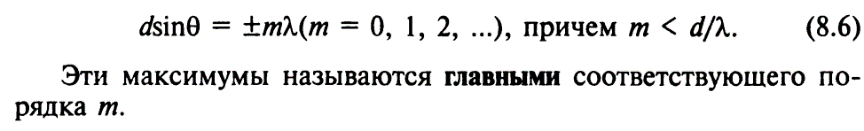 dsinθ = ±mλ(m = 0, 1, 2, ...), причем m < d/λ. (8.6)
Эти максимумы называются главными соответствующего по-
рядка m.